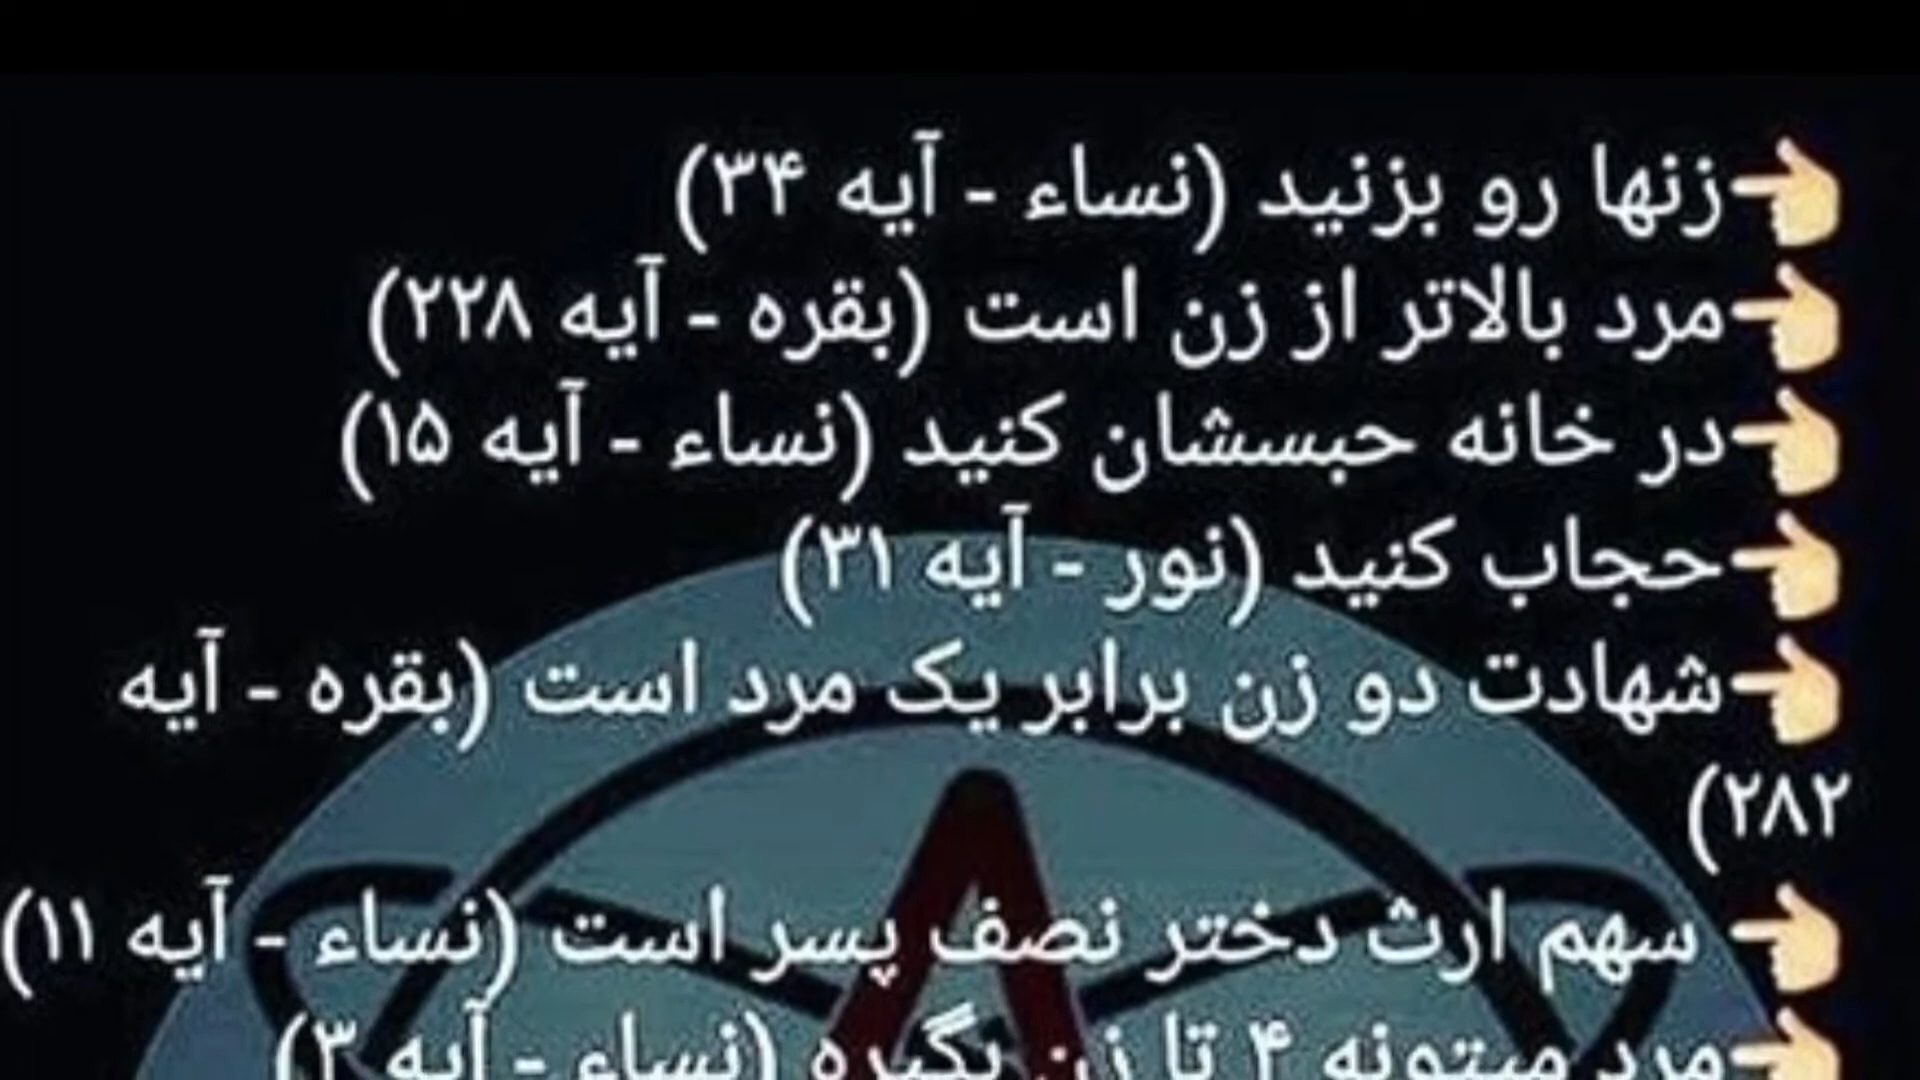 👈زنها رو بزنید (نساء - آیه ۳۴)
👈مرد بالاتر از زن است (بقره - آیه ۲۲۸)
👈در خانه حبسشان کنید (نساء - آیه ۱۵)
👈حجاب کنید (نور - آیه ۳۱)
👈شهادت دو زن برابر یک مرد است (بقره - آیه
۲۸۲)
👈 سهم ارث دختر نصف پسر است (نساء - آیه ۱۱)
👈مرد میتونه ۴ تا زن بگیره (نساء - آیه ۳)